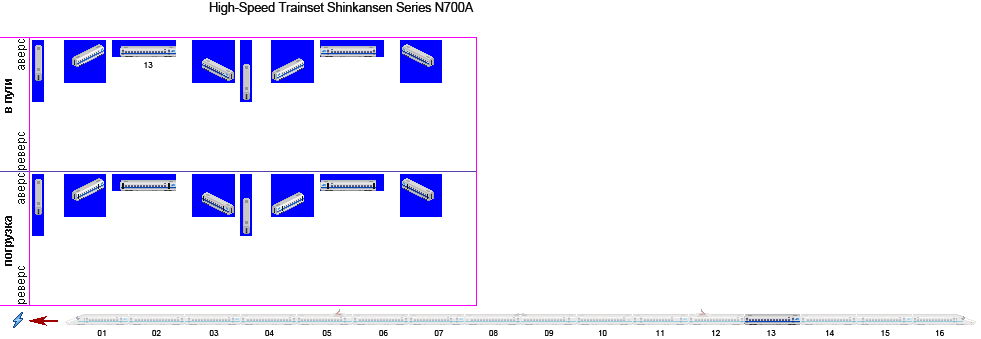 High-Speed Trainset Shinkansen Series N700A
в пути
аверс
13
реверс
погрузка
аверс
реверс
01 02 03 04 05 06 07 08 09 10 11 12 13 14 15 16